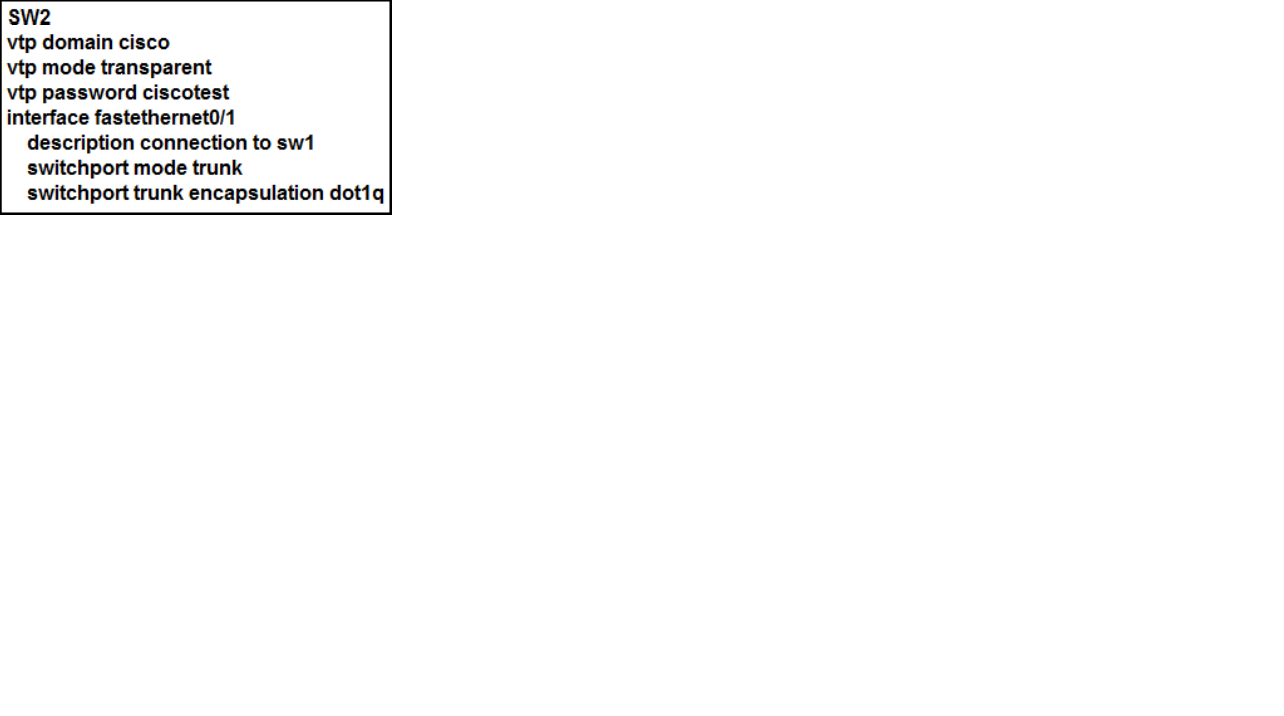 SW2
vtp domain cisco
vtp mode transparent
vtp password ciscotest
interface fastethernet0/1
description connection to sw1
switchport mode trunk
switchport trunk encapsulation dot1q